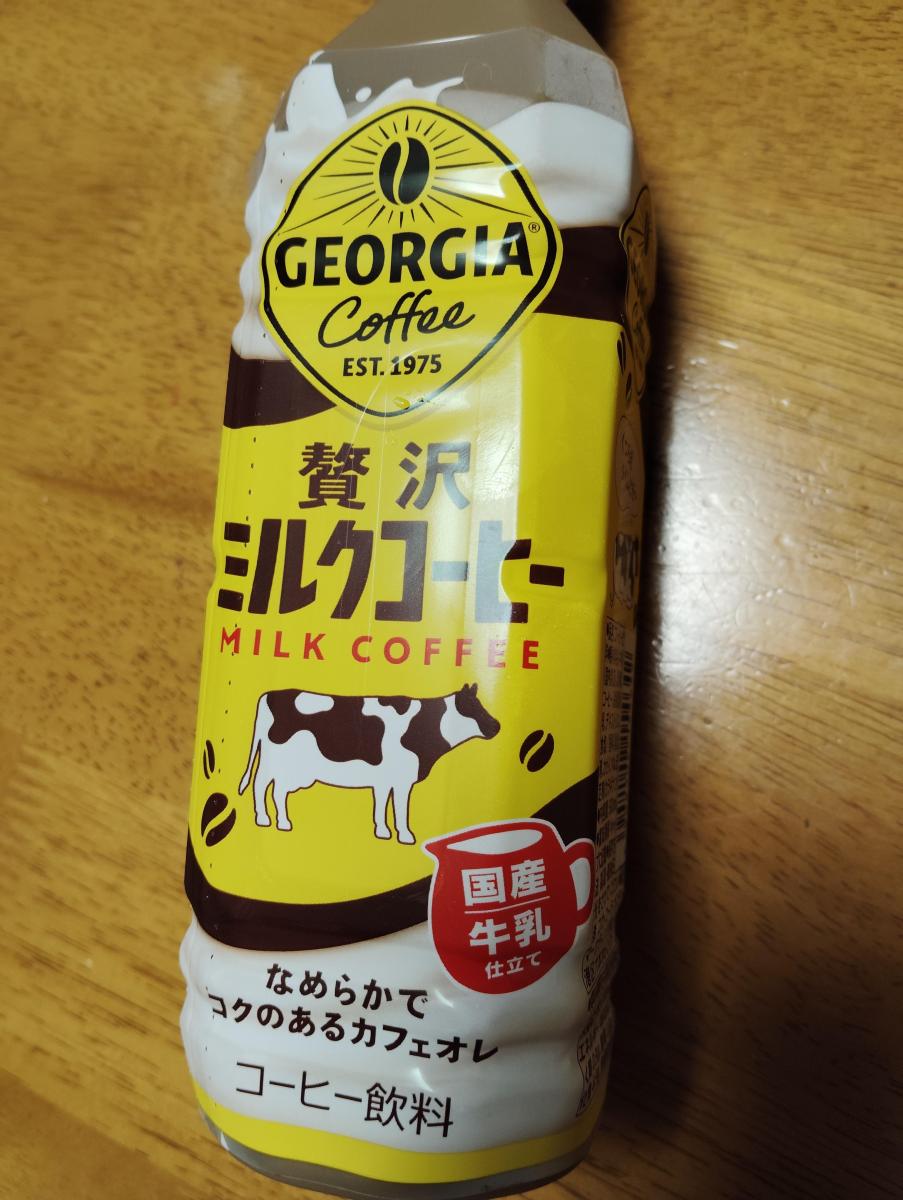 GEORGIA®
Coffee
EST. 1975
贅沢
ミルクコーヒー
MILK COFFEE
国産
牛乳
仕立て
なめらかで
コクのあるカフェオレ
コーヒー飲料